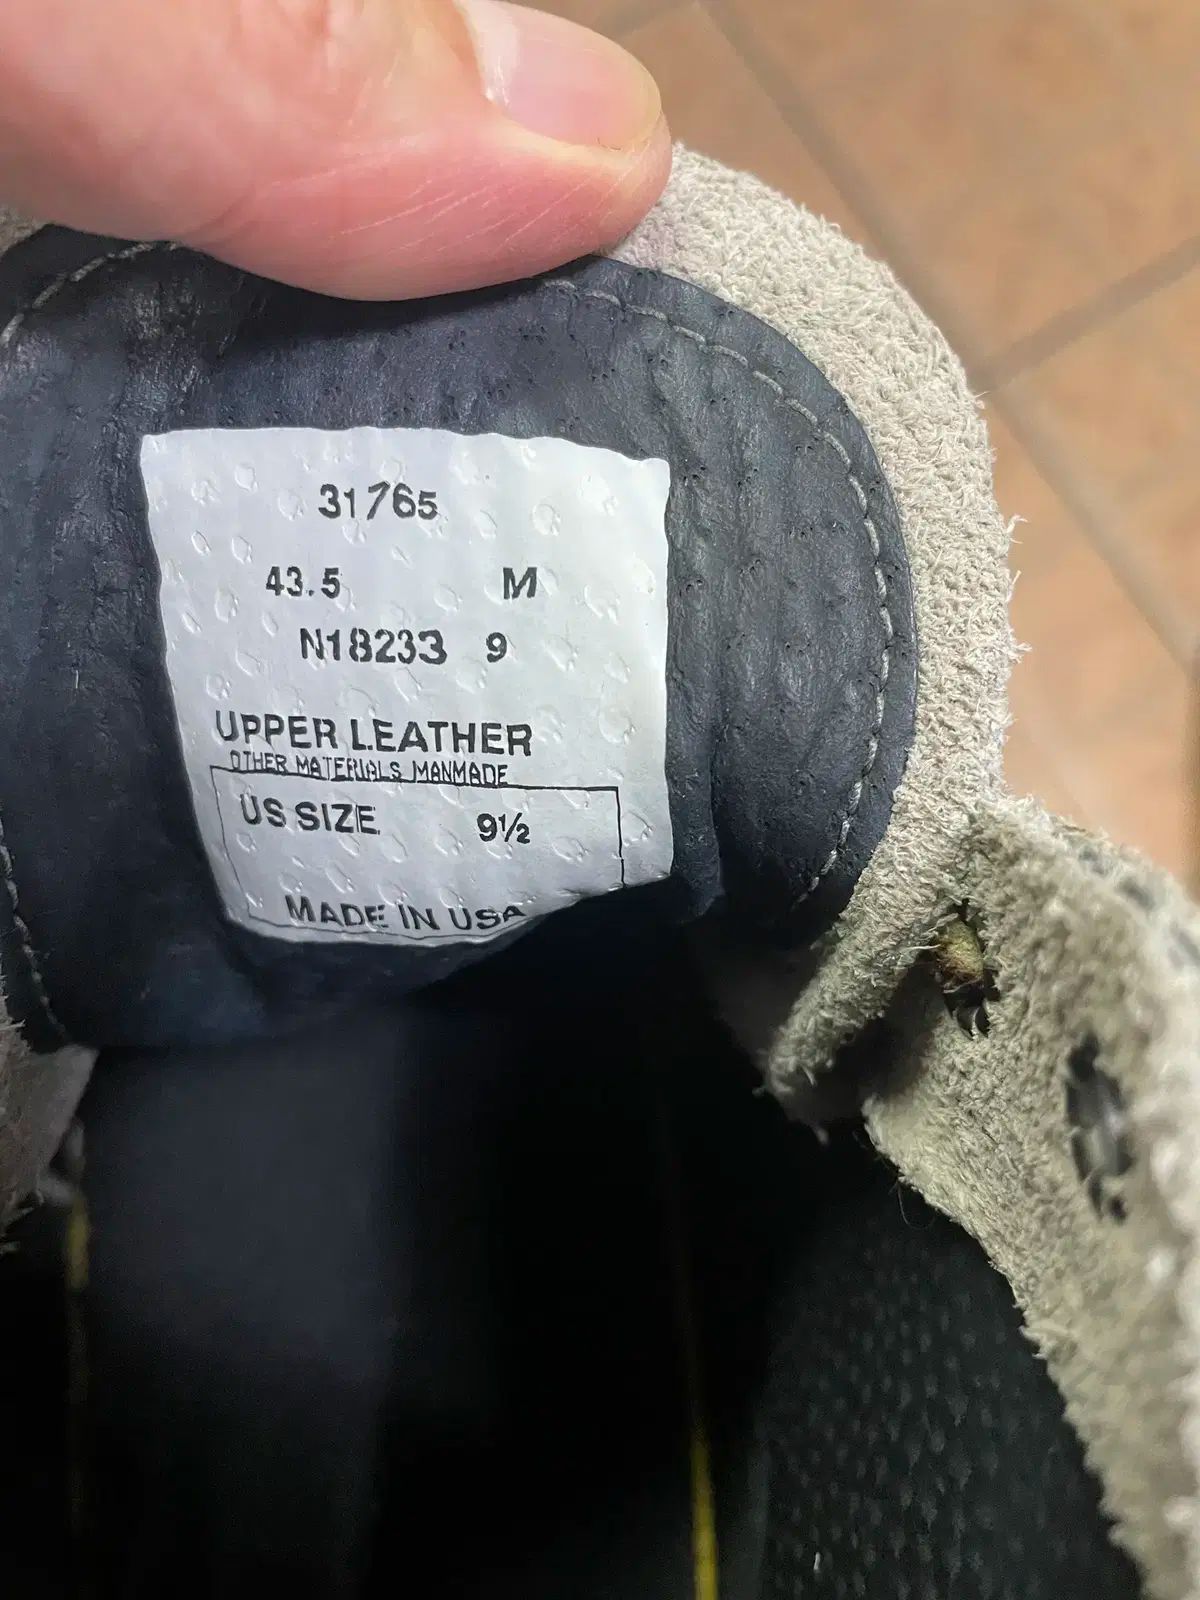 31765
43.5 M
N18233 9
UPPER LEATHER
OTHER MATERIALS MANMADE
US SIZE 9½
MADE IN USA